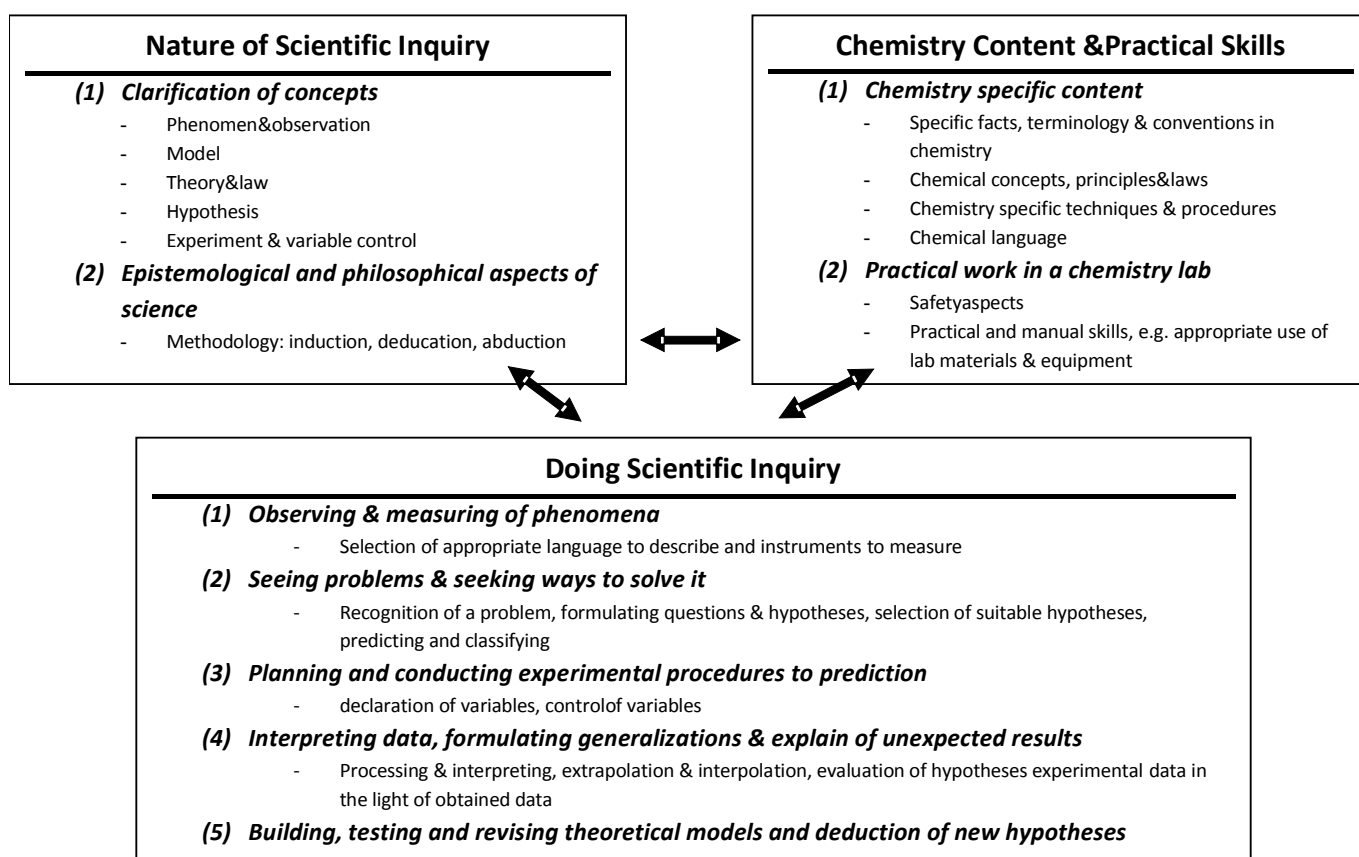 Nature of Scientific Inquiry
(1) Clarification of concepts
- Phenomen&observation
- Model
- Theory&law
- Hypothesis
- Experiment & variable control
(2) Epistemological and philosophical aspects of
science
- Methodology: induction, deducation, abduction
Chemistry Content &Practical Skills
(1) Chemistry specific content
- Specific facts, terminology & conventions in
chemistry
- Chemical concepts, principles&laws
- Chemistry specific techniques & procedures
- Chemical language
(2) Practical work in a chemistry lab
- Safetyaspects
- Practical and manual skills, e.g. appropriate use of
lab materials & equipment
Doing Scientific Inquiry
(1) Observing & measuring of phenomena
- Selection of appropriate language to describe and instruments to measure
(2) Seeing problems & seeking ways to solve it
- Recognition of a problem, formulating questions & hypotheses, selection of suitable hypotheses,
predicting and classifying
(3) Planning and conducting experimental procedures to prediction
- declaration of variables, controlof variables
(4) Interpreting data, formulating generalizations & explain of unexpected results
- Processing & interpreting, extrapolation & interpolation, evaluation of hypotheses experimental data in
the light of obtained data
(5) Building, testing and revising theoretical models and deduction of new hypotheses